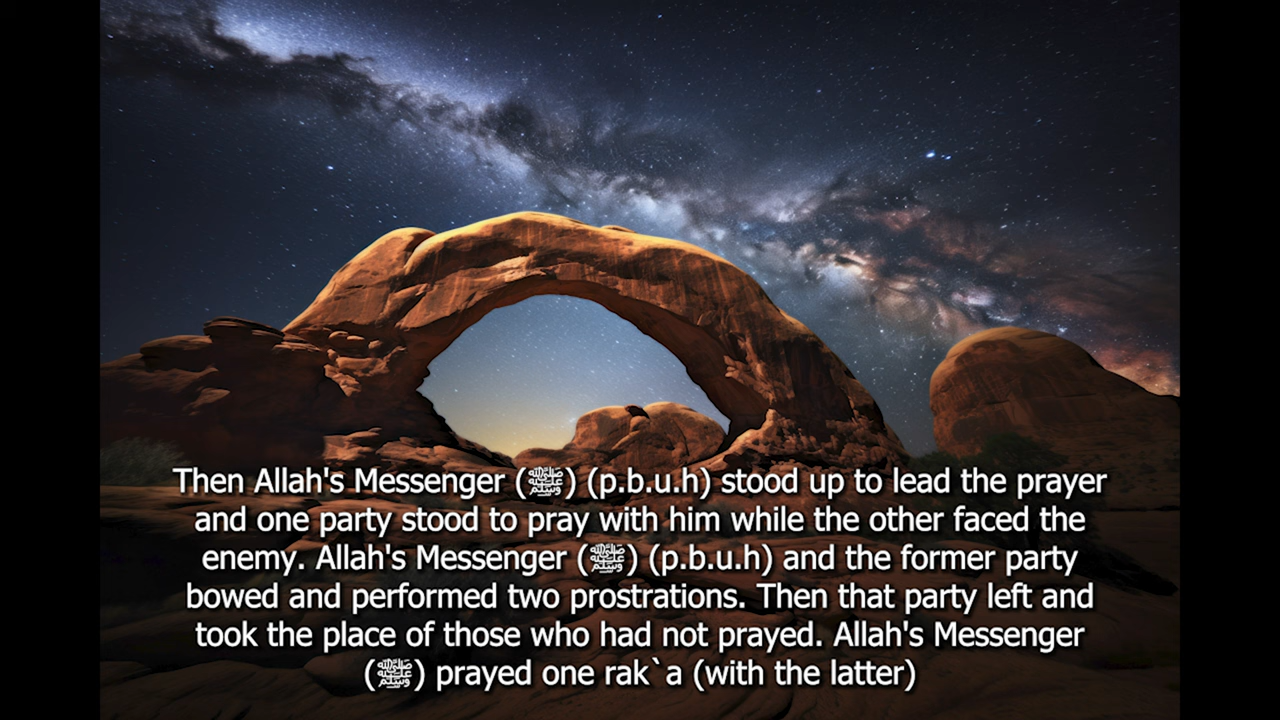 Then Allah's Messenger (ﷺ) (p.b.u.h) stood up to lead the prayer
and one party stood to pray with him while the other faced the
enemy. Allah's Messenger (ﷺ) (p.b.u.h) and the former party
bowed and performed two prostrations. Then that party left and
took the place of those who had not prayed. Allah's Messenger
(ﷺ) prayed one rak`a (with the latter)